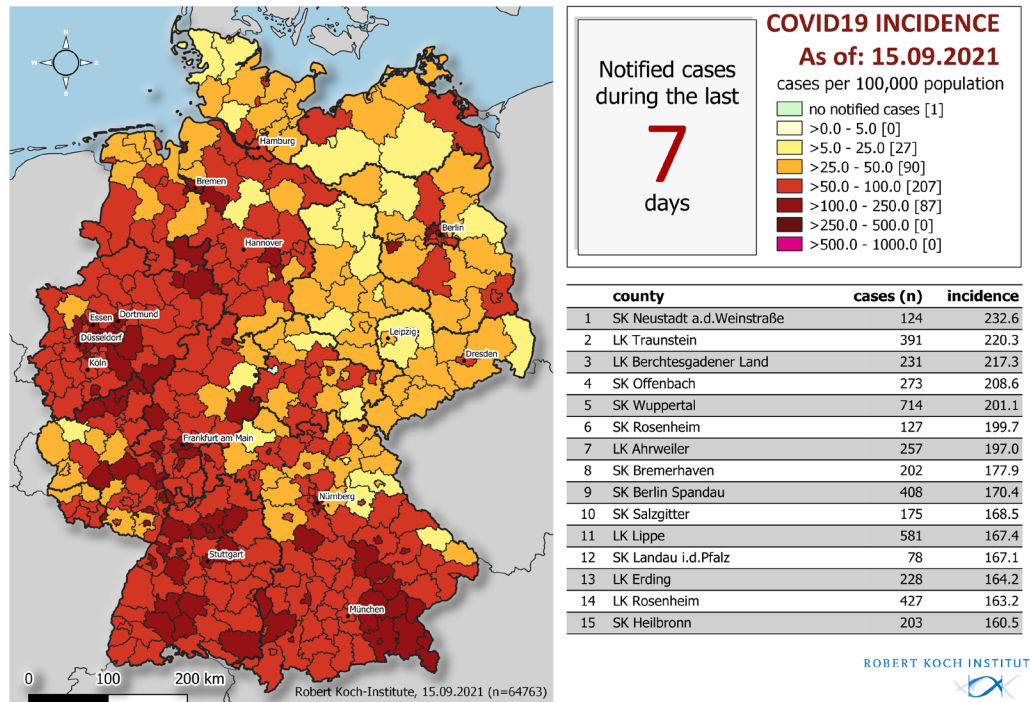 N
W
E
S
Hamburg
Bremen
Berlin
Hannover
Essen
Dortmund
Düsseldorf
Köln
Leipzig
Dresden
Frankfurt am Main
Nürnberg
Stuttgart
München
0 100 200 km
Robert Koch-Institute, 15.09.2021 (n=64763)
Notified cases
during the last
7
days
COVID19 INCIDENCE
As of: 15.09.2021
cases per 100,000 population
no notified cases [1]
>0.0 - 5.0 [0]
>5.0 - 25.0 [27]
>25.0 - 50.0 [90]
>50.0 - 100.0 [207]
>100.0 - 250.0 [87]
>250.0 - 500.0 [0]
>500.0 - 1000.0 [0]
county cases (n) incidence
1 SK Neustadt a.d.Weinstraße 124 232.6
2 LK Traunstein 391 220.3
3 LK Berchtesgadener Land 231 217.3
4 SK Offenbach 273 208.6
5 SK Wuppertal 714 201.1
6 SK Rosenheim 127 199.7
7 LK Ahrweiler 257 197.0
8 SK Bremerhaven 202 177.9
9 SK Berlin Spandau 408 170.4
10 SK Salzgitter 175 168.5
11 LK Lippe 581 167.4
12 SK Landau i.d.Pfalz 78 167.1
13 LK Erding 228 164.2
14 LK Rosenheim 427 163.2
15 SK Heilbronn 203 160.5
ROBERT KOCH INSTITUT